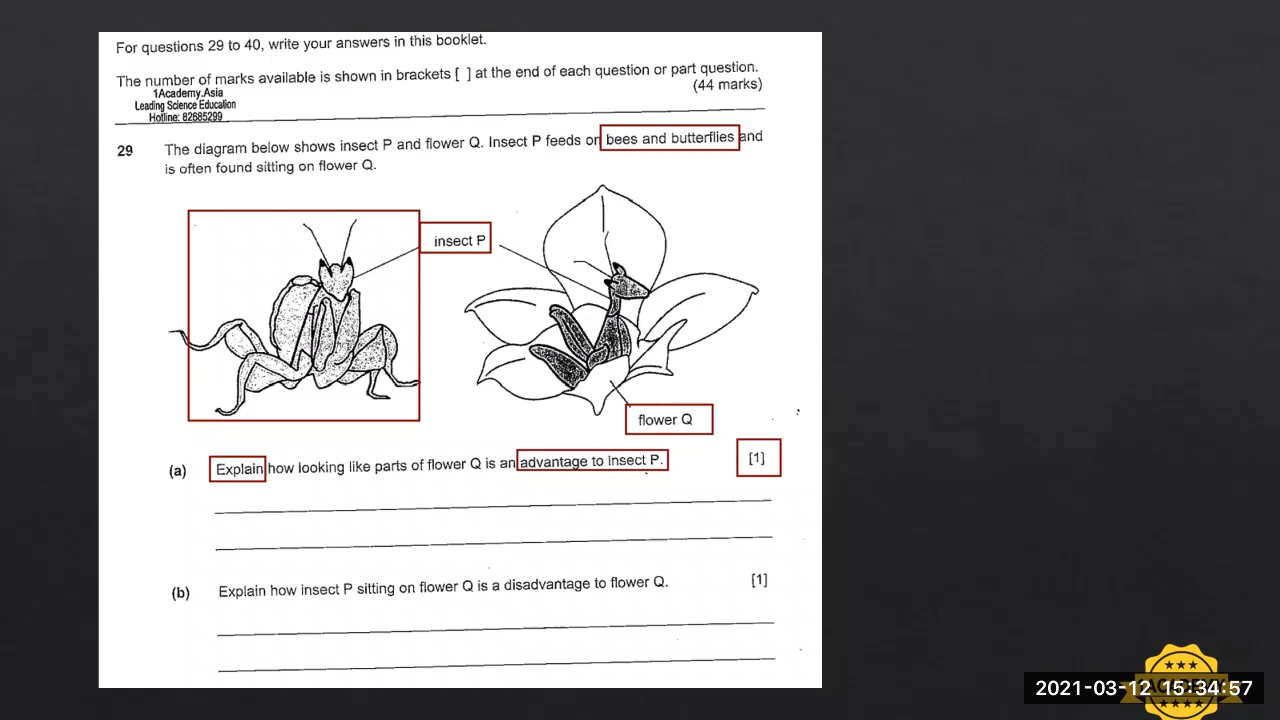 For questions 29 to 40, write your answers in this booklet.
The number of marks available is shown in brackets [ ] at the end of each question or part question.
(44 marks)
1Academy.Asia
Leading Science Education
Hotline: 82685299
29 The diagram below shows insect P and flower Q. Insect P feeds on bees and butterflies and
is often found sitting on flower Q.
insect P
flower Q
(a) Explain how looking like parts of flower Q is an advantage to insect P. [1]
(b) Explain how insect P sitting on flower Q is a disadvantage to flower Q. [1]
ACADEMY
2021-03-12 15:34:57